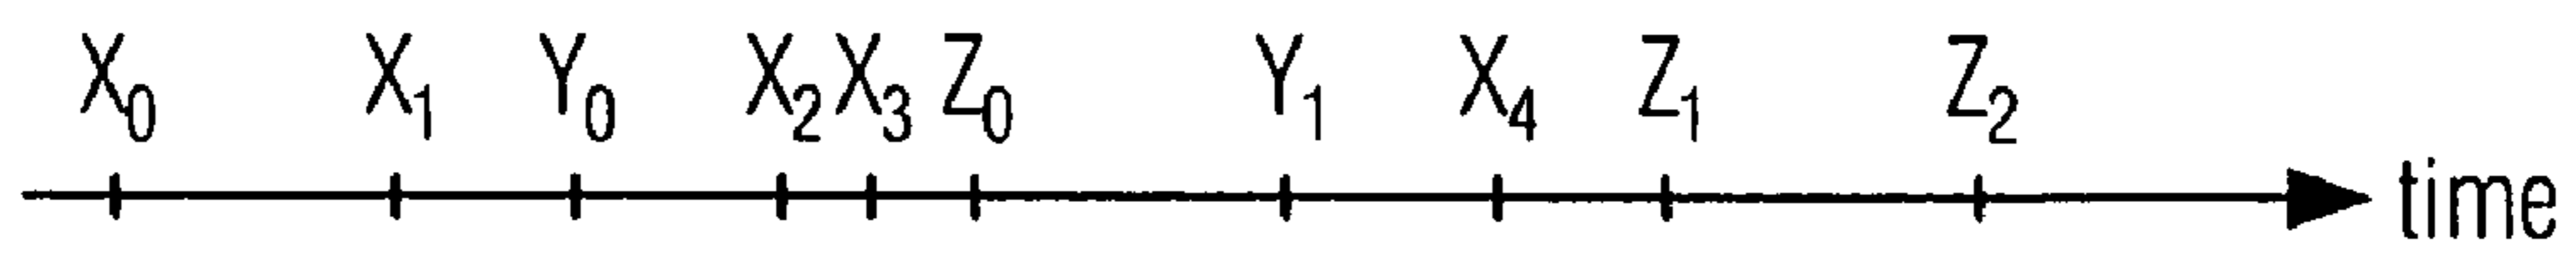 X₀ X₁ Y₀ X₂ X₃ Z₀ Y₁ X₄ Z₁ Z₂
time